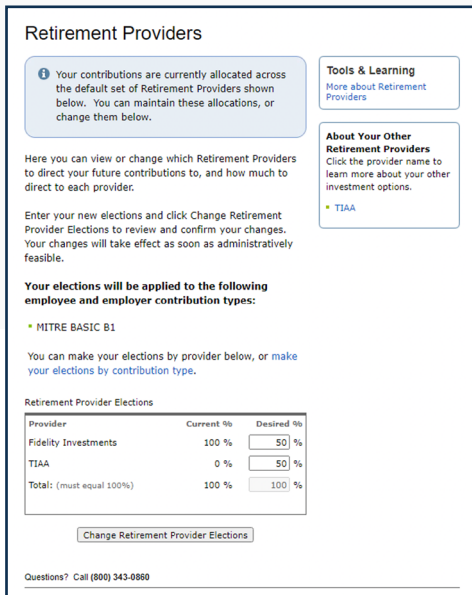 Retirement Providers
Your contributions are currently allocated across
the default set of Retirement Providers shown
below. You can maintain these allocations, or
change them below.
Tools & Learning
More about Retirement
Providers
About Your Other
Retirement Providers
Click the provider name to
learn more about your other
investment options.
TIAA
Here you can view or change which Retirement Providers
to direct your future contributions to, and how much to
direct to each provider.
Enter your new elections and click Change Retirement
Provider Elections to review and confirm your changes.
Your changes will take effect as soon as administratively
feasible.
Your elections will be applied to the following
employee and employer contribution types:
MITRE BASIC B1
You can make your elections by provider below, or make
your elections by contribution type.
Retirement Provider Elections
Provider Current % Desired %
Fidelity Investments 100 % 50 %
TIAA 0 % 50 %
Total: (must equal 100%) 100 % 100 %
Change Retirement Provider Elections
Questions? Call (800) 343-0860